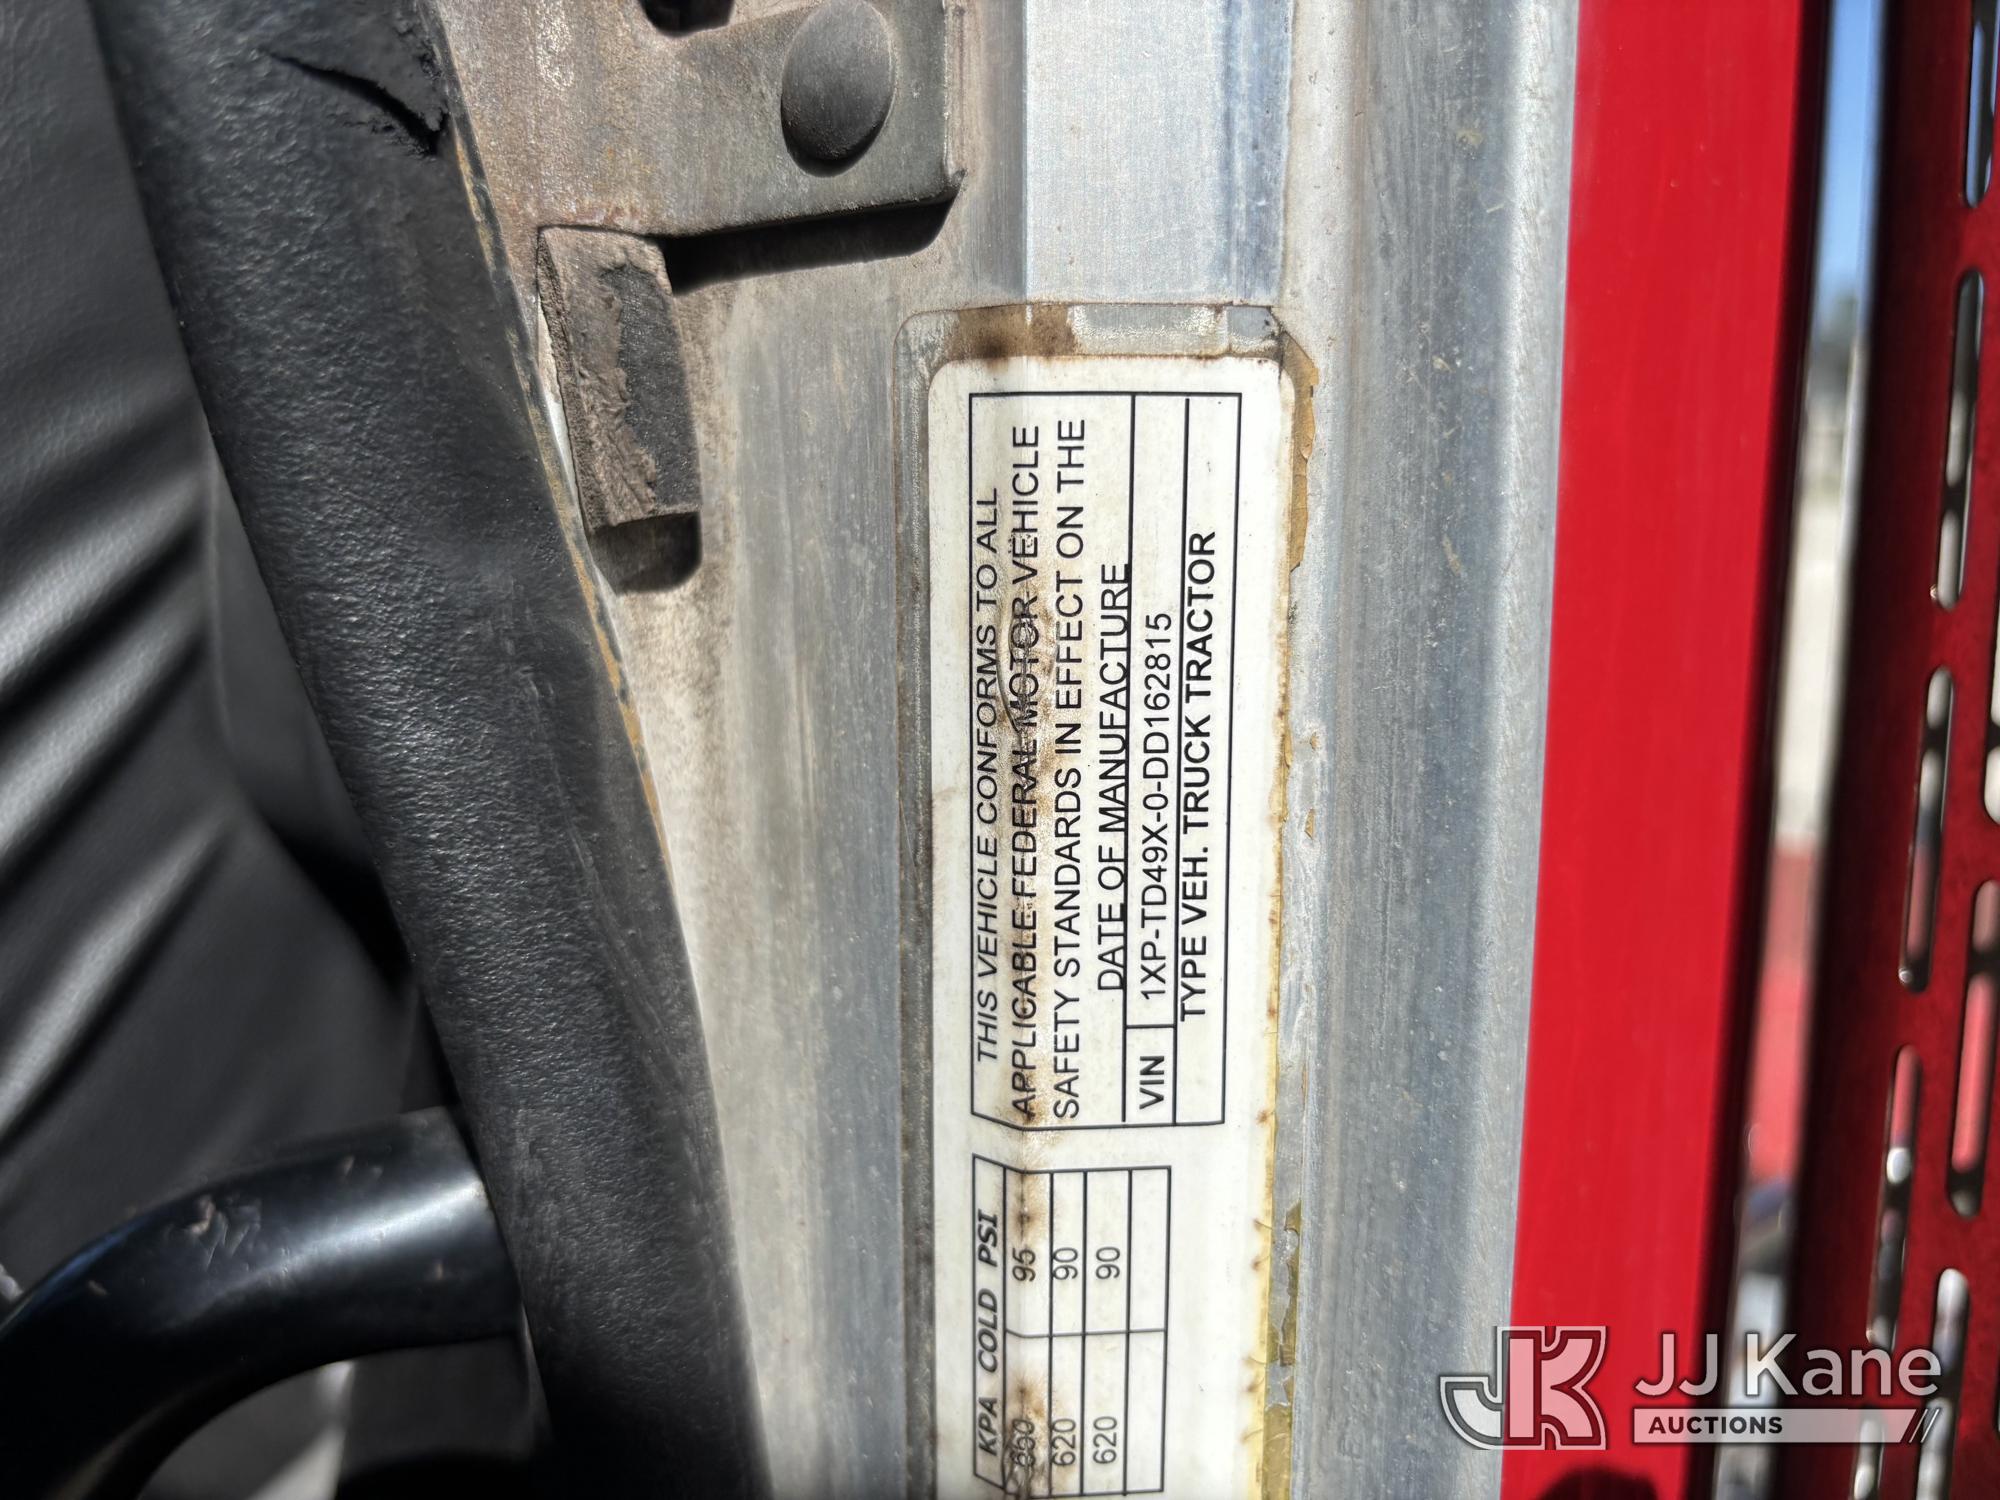 THIS VEHICLE CONFORMS TO ALL
APPLICABLE FEDERAL MOTOR VEHICLE
SAFETY STANDARDS IN EFFECT ON THE
DATE OF MANUFACTURE
VIN 1XP-TD49X-0-DD162815
TYPE VEH. TRUCK TRACTOR
KPA COLD PSI
660 95
620 90
620 90
JK JJ Kane
AUCTIONS